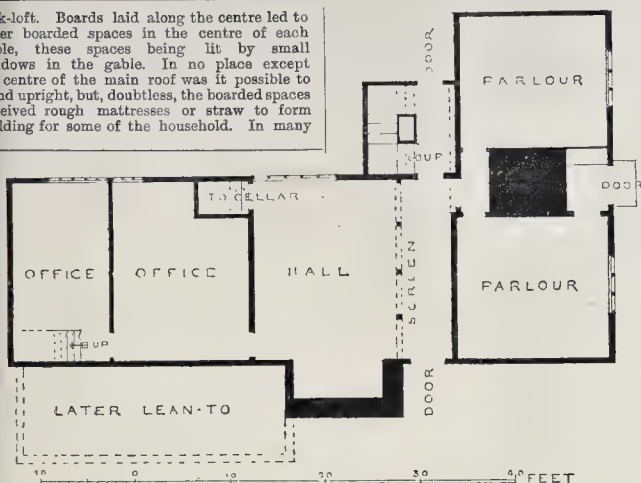 k-loft. Boards laid along the centre led to
er boarded spaces in the centre of each
ble, these spaces being lit by small
dows in the gable. In no place except
centre of the main roof was it possible to
nd upright, but, doubtless, the boarded spaces
eived rough mattresses or straw to form
lding for some of the household. In many
DOOR
PARLOUR
UP
DOOR
TO CELLAR
OFFICE
OFFICE
HALL
SCREEN
PARLOUR
UP
LATER LEAN-TO
DOOR
10 0 10 20 30 40 FEET